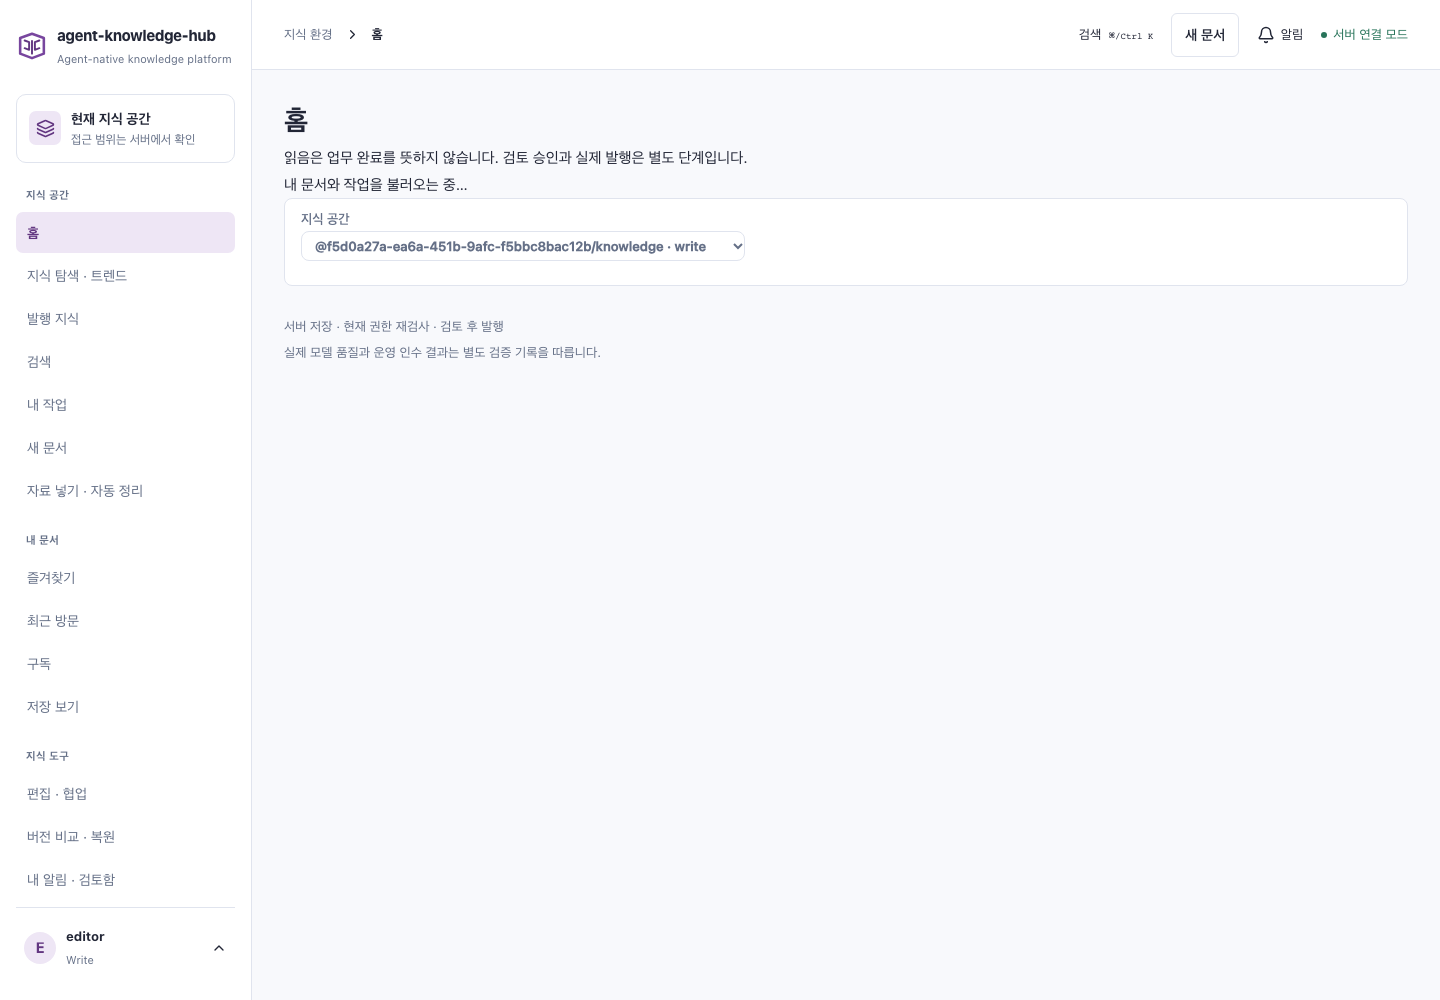 agent-knowledge-hub
Agent-native knowledge platform
현재 지식 공간
접근 범위는 서버에서 확인
지식 공간
홈
지식 탐색 · 트렌드
발행 지식
검색
내 작업
새 문서
자료 넣기 · 자동 정리
내 문서
즐겨찾기
최근 방문
구독
저장 보기
지식 도구
편집 · 협업
버전 비교 · 복원
내 알림 · 검토함
E
editor
Write
지식 환경 > 홈
검색 ⌘/Ctrl K
새 문서
알림
서버 연결 모드
홈
읽음은 업무 완료를 뜻하지 않습니다. 검토 승인과 실제 발행은 별도 단계입니다.
내 문서와 작업을 불러오는 중…
지식 공간
@f5d0a27a-ea6a-451b-9afc-f5bbc8bac12b/knowledge · write
서버 저장 · 현재 권한 재검사 · 검토 후 발행
실제 모델 품질과 운영 인수 결과는 별도 검증 기록을 따릅니다.